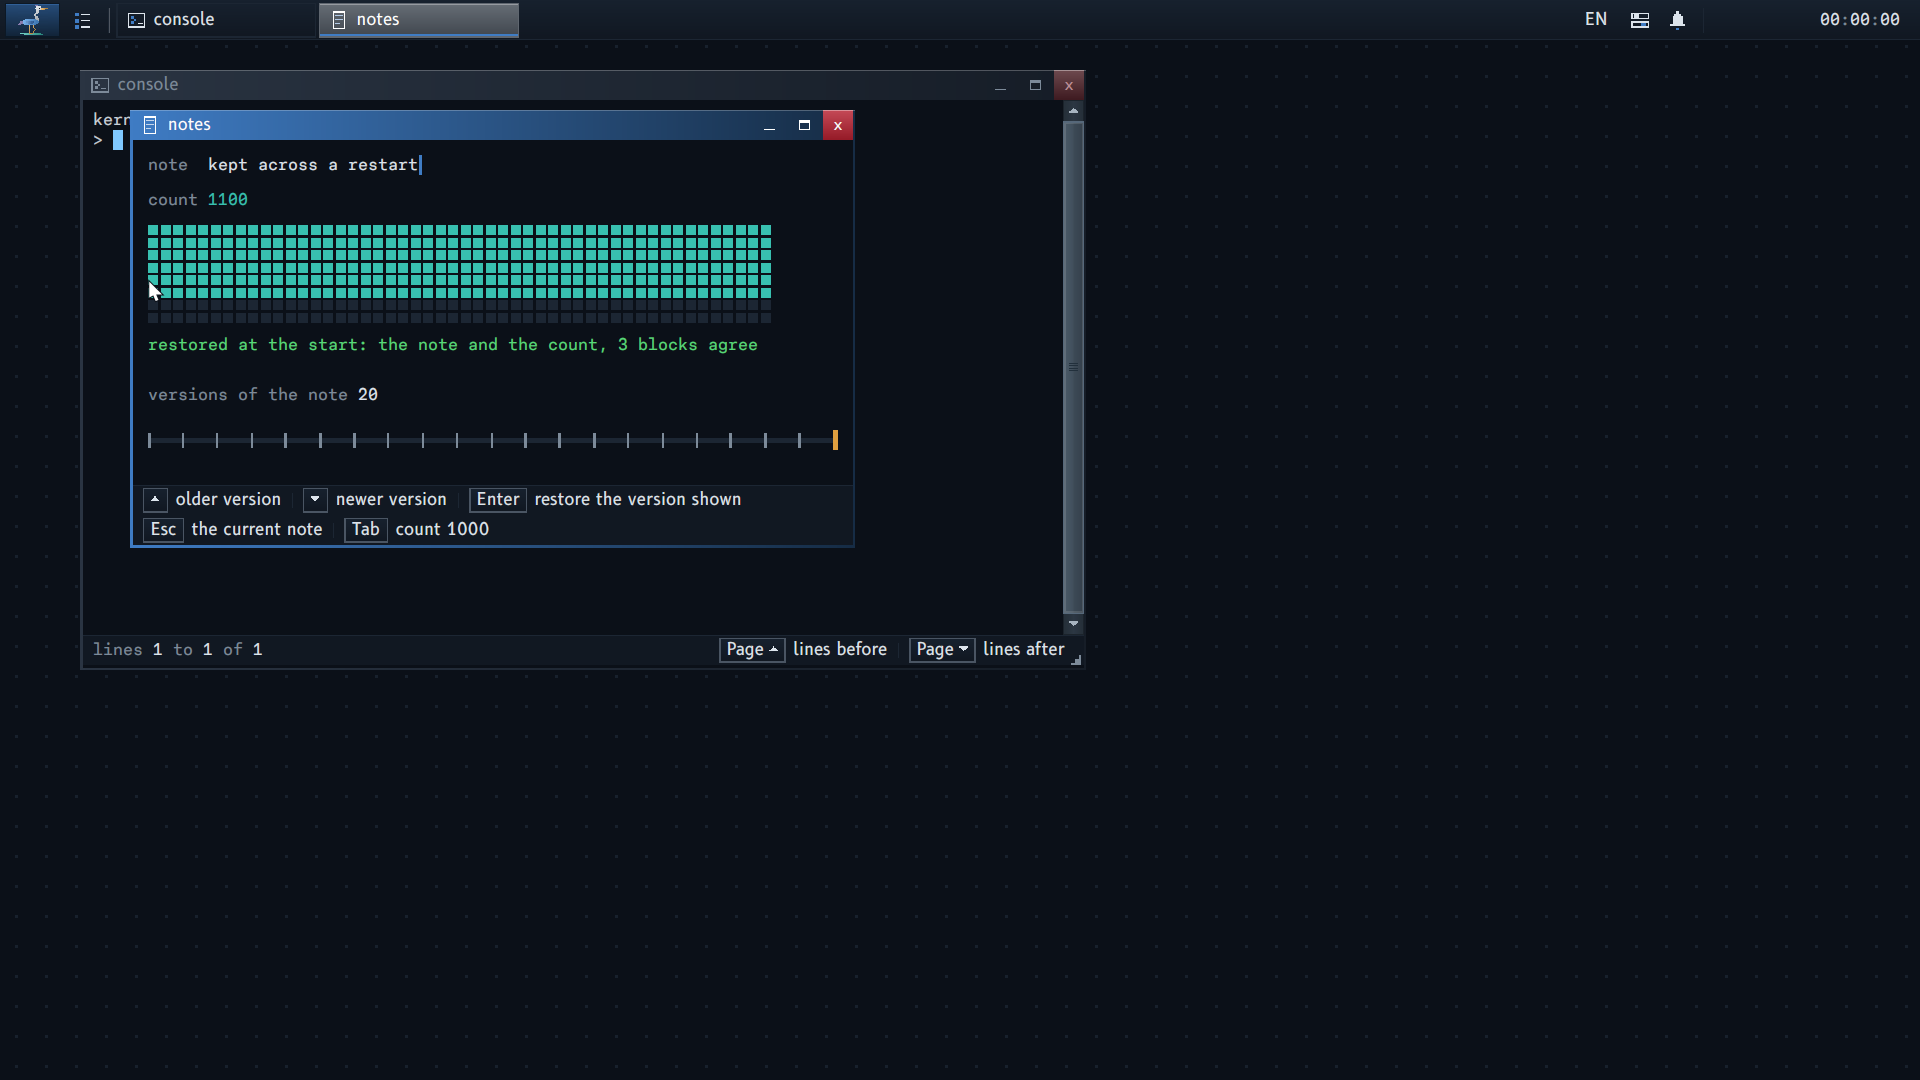 console
notes
EN
00:00:00
console
kern
>
notes
x
x
note kept across a restart
count 1100
restored at the start: the note and the count, 3 blocks agree
versions of the note 20
older version
newer version
Enter restore the version shown
Esc the current note
Tab count 1000
lines 1 to 1 of 1
Page lines before
Page lines after